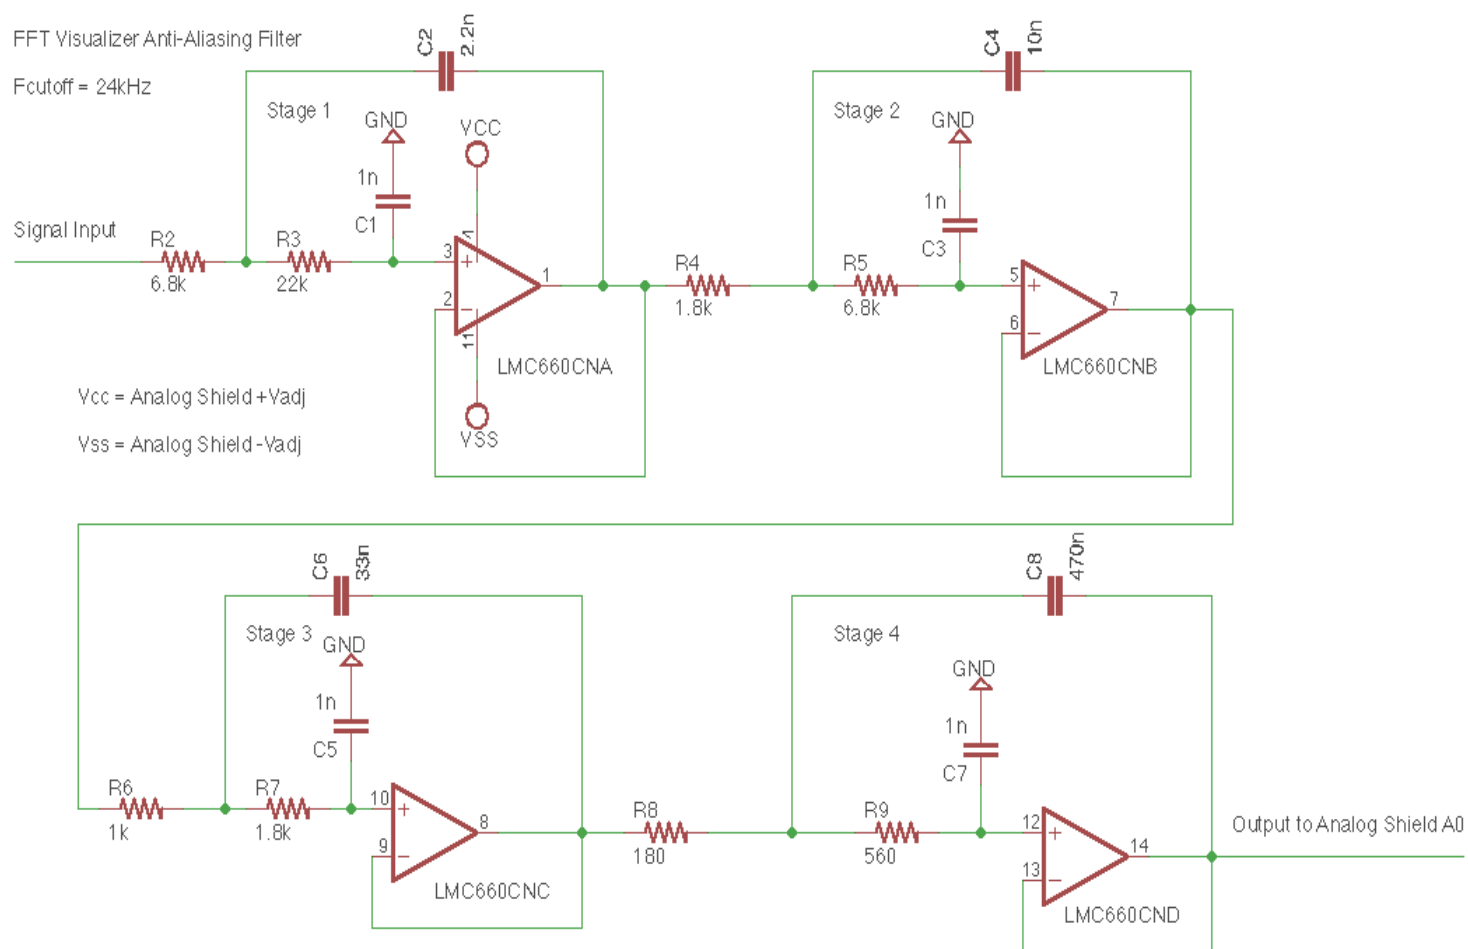 FFT Visualizer Anti-Aliasing Filter
Fcutoff = 24kHz
C2
2.2n
C4
10n
Stage 1
GND
VCC
Stage 2
GND
1n
C1
1n
C3
Signal Input
R2
6.8k
R3
22k
3
4
1
2
11
LMC660CNA
R4
1.8k
R5
6.8k
5
7
6
LMC660CNB
Vcc = Analog Shield +Vadj
Vss = Analog Shield -Vadj
VSS
C6
33n
C8
470n
Stage 3
GND
Stage 4
GND
1n
C5
1n
C7
R6
1k
R7
1.8k
10
8
9
LMC660CNC
R8
180
R9
560
12
14
13
LMC660CND
Output to Analog Shield A0